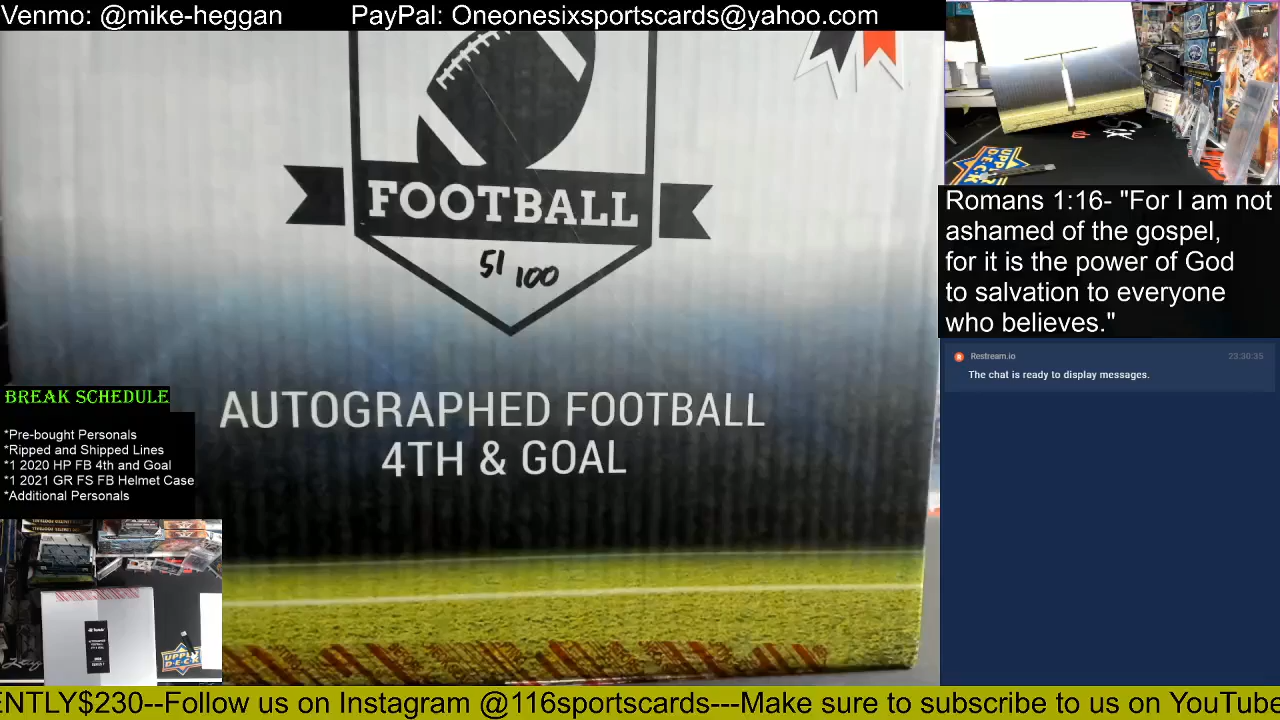 Venmo: @mike-heggan PayPal: Oneonesixsportscards@yahoo.com
FOOTBALL
51 100
AUTOGRAPHED FOOTBALL
4TH & GOAL
Romans 1:16- "For I am not
ashamed of the gospel,
for it is the power of God
to salvation to everyone
who believes."
Restream.io 23:30:35
The chat is ready to display messages.
BREAK SCHEDULE
*Pre-bought Personals
*Ripped and Shipped Lines
*1 2020 HP FB 4th and Goal
*1 2021 GR FS FB Helmet Case
*Additional Personals
UPPER DECK
UPPER DECK
ENTLY$230--Follow us on Instagram @116sportscards---Make sure to subscribe to us on YouTube